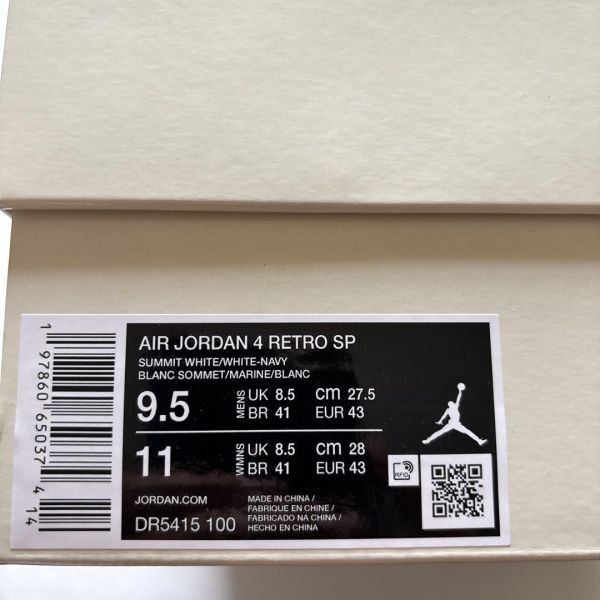 AIR JORDAN 4 RETRO SP
SUMMIT WHITE/WHITE-NAVY
BLANC SOMMET/MARINE/BLANC
9.5 MENS UK 8.5 cm 27.5
BR 41 EUR 43
11 WMNS UK 8.5 cm 28
BR 41 EUR 43
JORDAN.COM
DR5415 100
MADE IN CHINA /
FABRIQUE EN CHINE /
FABRICADO NA CHINA /
HECHO EN CHINA
RFID
1 97860 65037 4 14